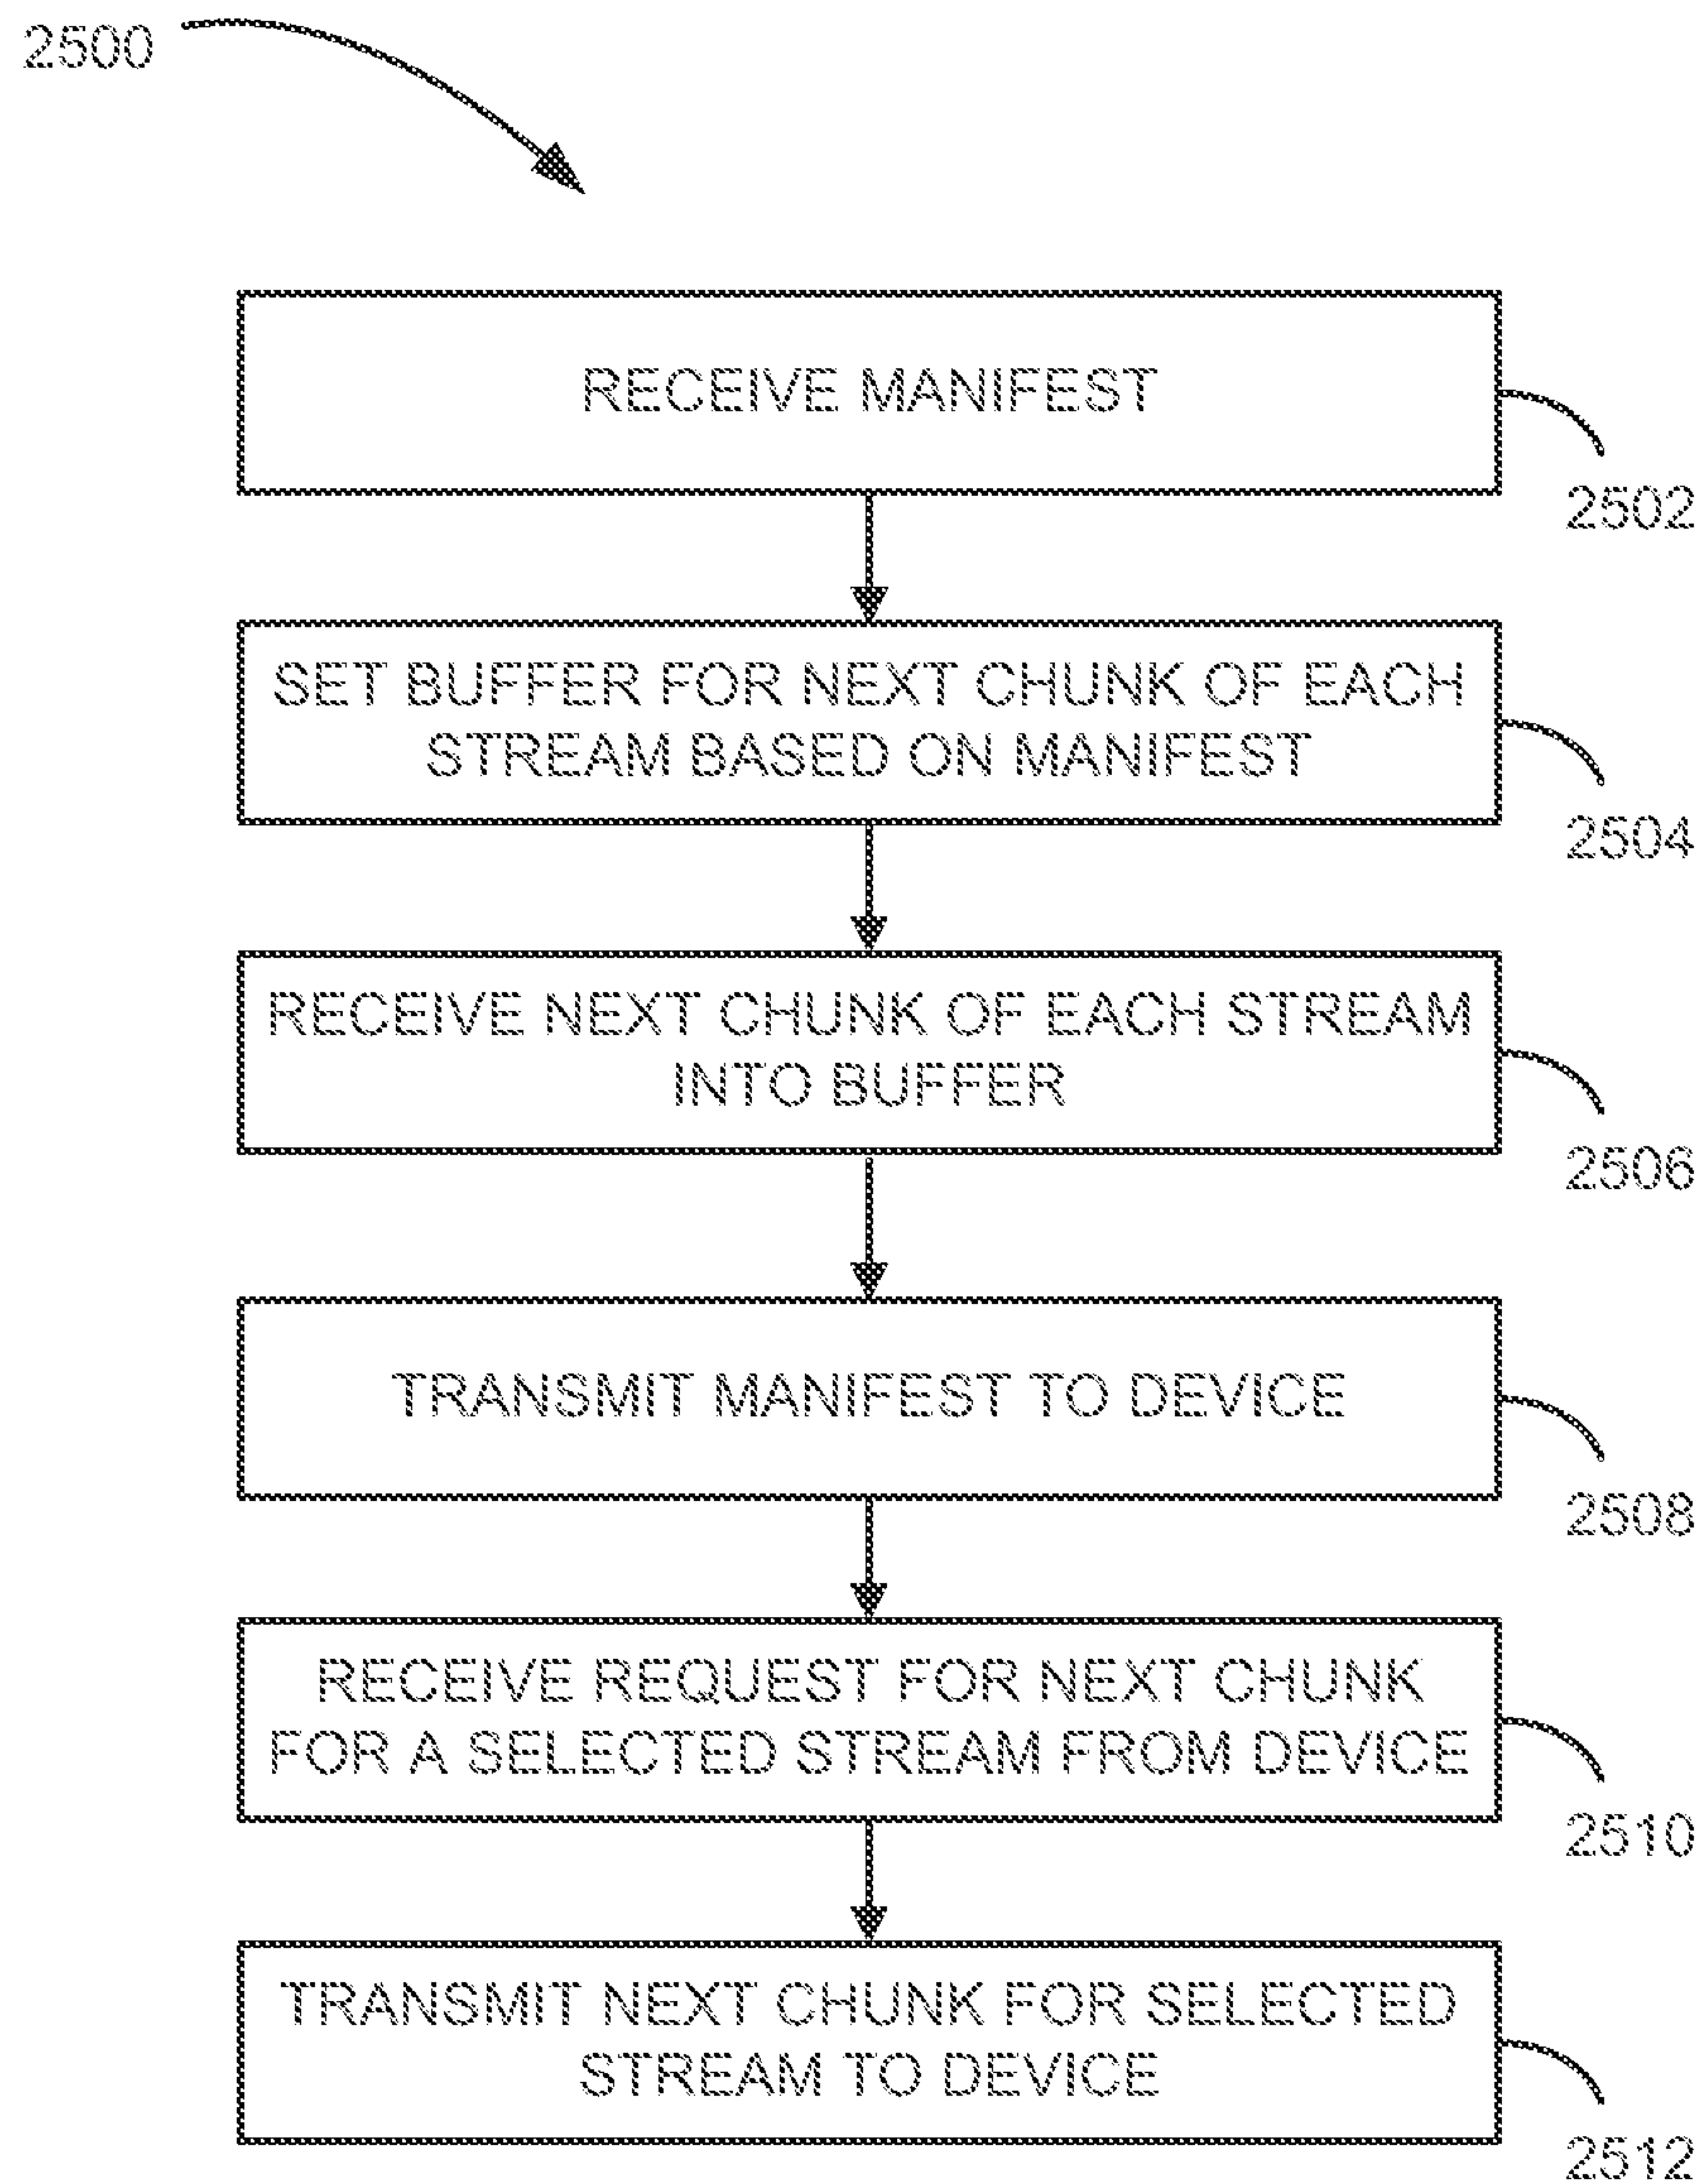 2500
RECEIVE MANIFEST
2502
SET BUFFER FOR NEXT CHUNK OF EACH
STREAM BASED ON MANIFEST
2504
RECEIVE NEXT CHUNK OF EACH STREAM
INTO BUFFER
2506
TRANSMIT MANIFEST TO DEVICE
2508
RECEIVE REQUEST FOR NEXT CHUNK
FOR A SELECTED STREAM FROM DEVICE
2510
TRANSMIT NEXT CHUNK FOR SELECTED
STREAM TO DEVICE
2512